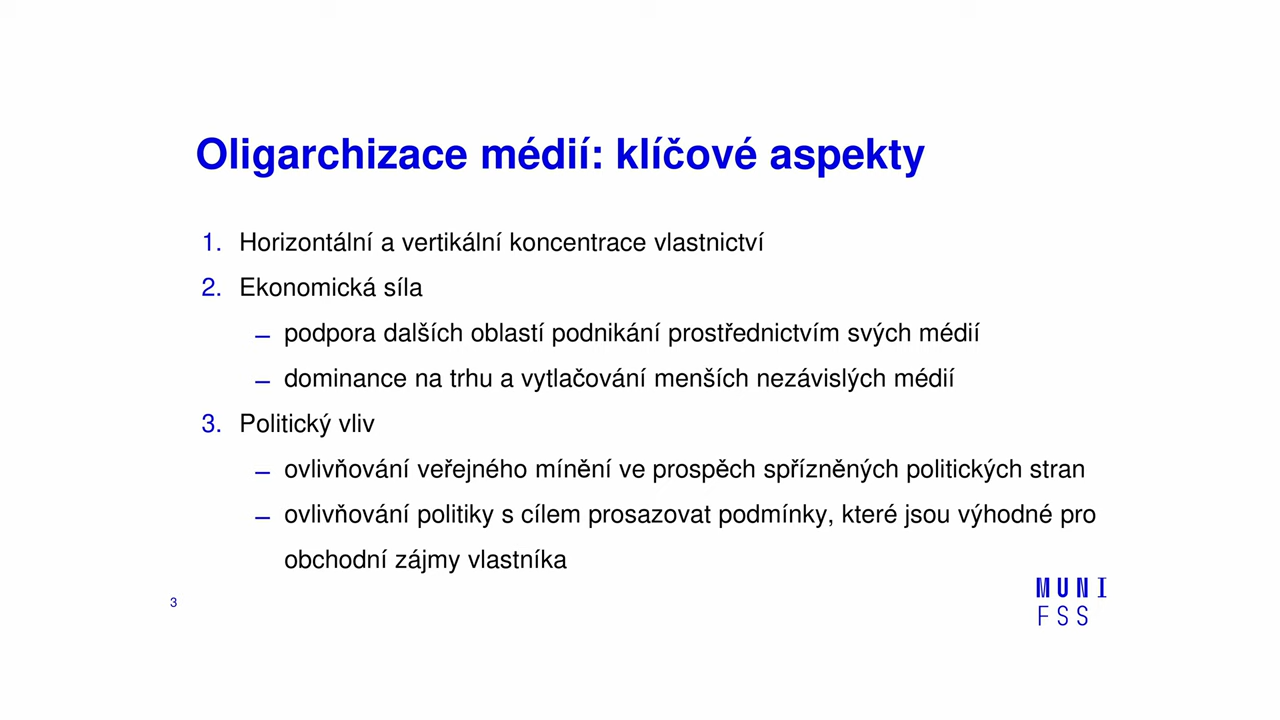 Oligarchizace médií: klíčové aspekty
1. Horizontální a vertikální koncentrace vlastnictví
2. Ekonomická síla
– podpora dalších oblastí podnikání prostřednictvím svých médií
– dominance na trhu a vytlačování menších nezávislých médií
3. Politický vliv
– ovlivňování veřejného mínění ve prospěch spřízněných politických stran
– ovlivňování politiky s cílem prosazovat podmínky, které jsou výhodné pro
obchodní zájmy vlastníka
3
MUNI
FSS